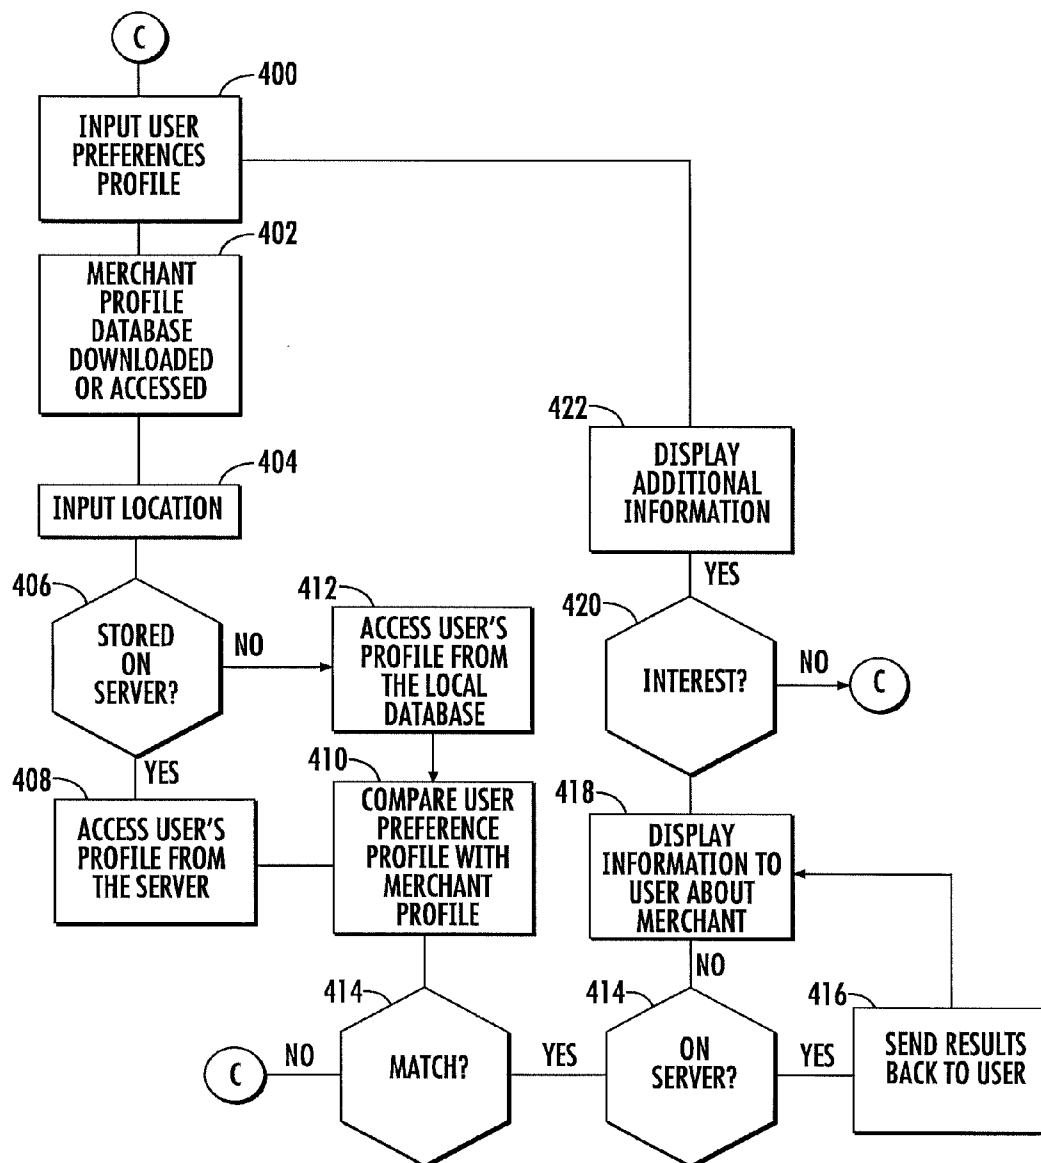 C
400
INPUT USER
PREFERENCES
PROFILE
402
MERCHANT
PROFILE
DATABASE
DOWNLOADED
OR ACCESSED
404
INPUT LOCATION
406
STORED
ON
SERVER?
NO
YES
412
ACCESS USER'S
PROFILE FROM
THE LOCAL
DATABASE
408
ACCESS USER'S
PROFILE FROM
THE SERVER
410
COMPARE USER
PREFERENCE
PROFILE WITH
MERCHANT
PROFILE
414
MATCH?
NO
C
YES
414
ON
SERVER?
YES
416
SEND RESULTS
BACK TO USER
NO
418
DISPLAY
INFORMATION TO
USER ABOUT
MERCHANT
420
INTEREST?
NO
C
YES
422
DISPLAY
ADDITIONAL
INFORMATION